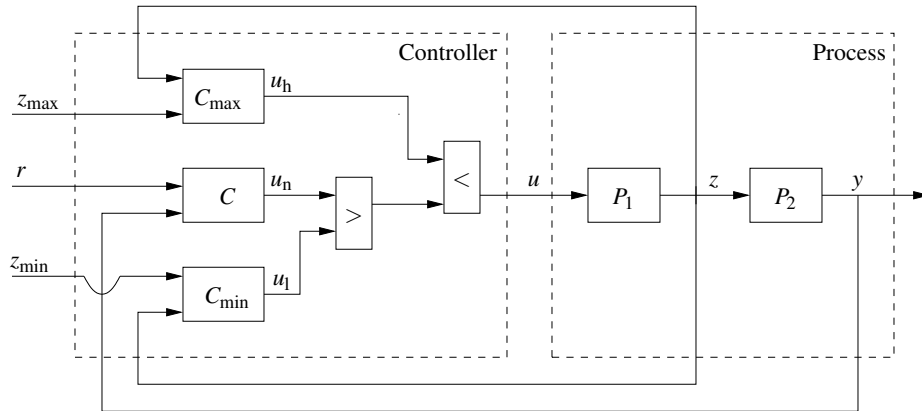 Controller
Process
z_max
C_max
u_h
r
C
u_n
>
<
u
P_1
z
P_2
y
z_min
C_min
u_l